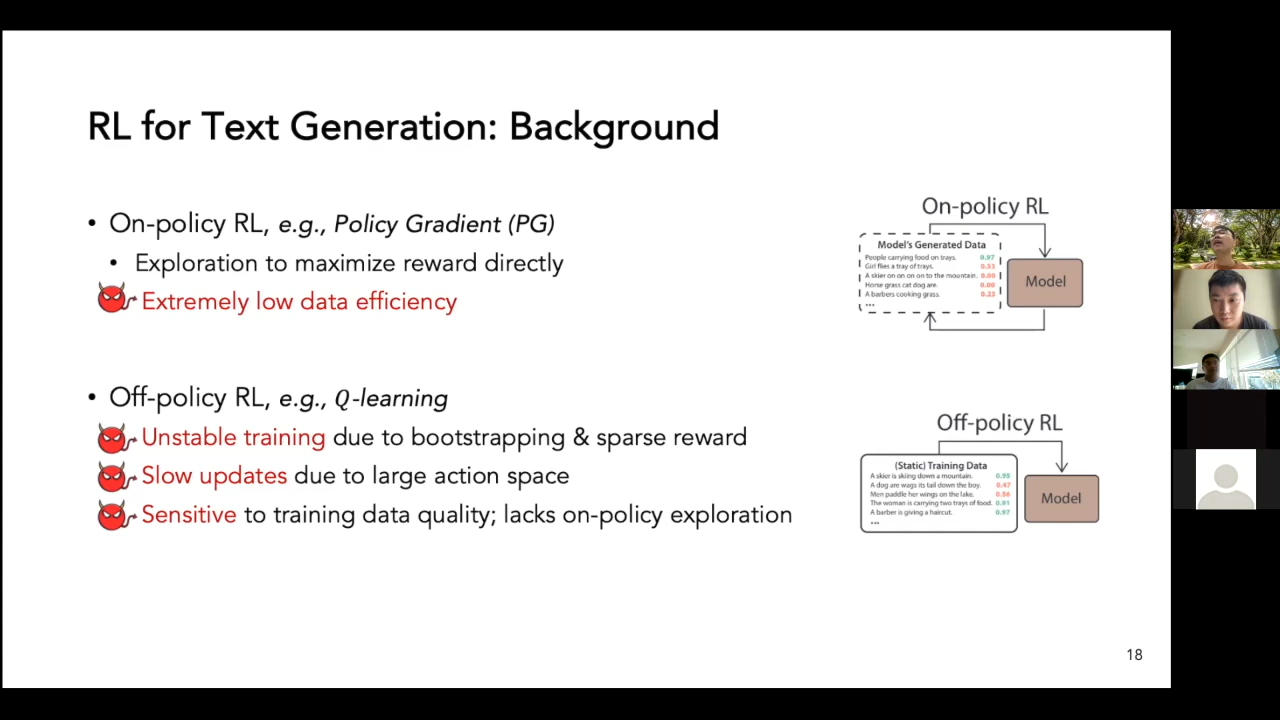 RL for Text Generation: Background
• On-policy RL, e.g., Policy Gradient (PG)
• Exploration to maximize reward directly
Extremely low data efficiency
• Off-policy RL, e.g., Q-learning
Unstable training due to bootstrapping & sparse reward
Slow updates due to large action space
Sensitive to training data quality; lacks on-policy exploration
On-policy RL
Model's Generated Data
People carrying food on trays. 0.97
Girl flies a tray of trays. 0.33
A skier on on on on to the mountain. 0.00
Horse grass cat dog are. 0.00
A barbers cooking grass. 0.23
...
Model
Off-policy RL
(Static) Training Data
A skier is skiing down a mountain. 0.95
A dog are wags its tail down the boy. 0.47
Men paddle her wings on the lake. 0.56
The woman is carrying two trays of food. 0.91
A barber is giving a haircut. 0.97
...
Model
18